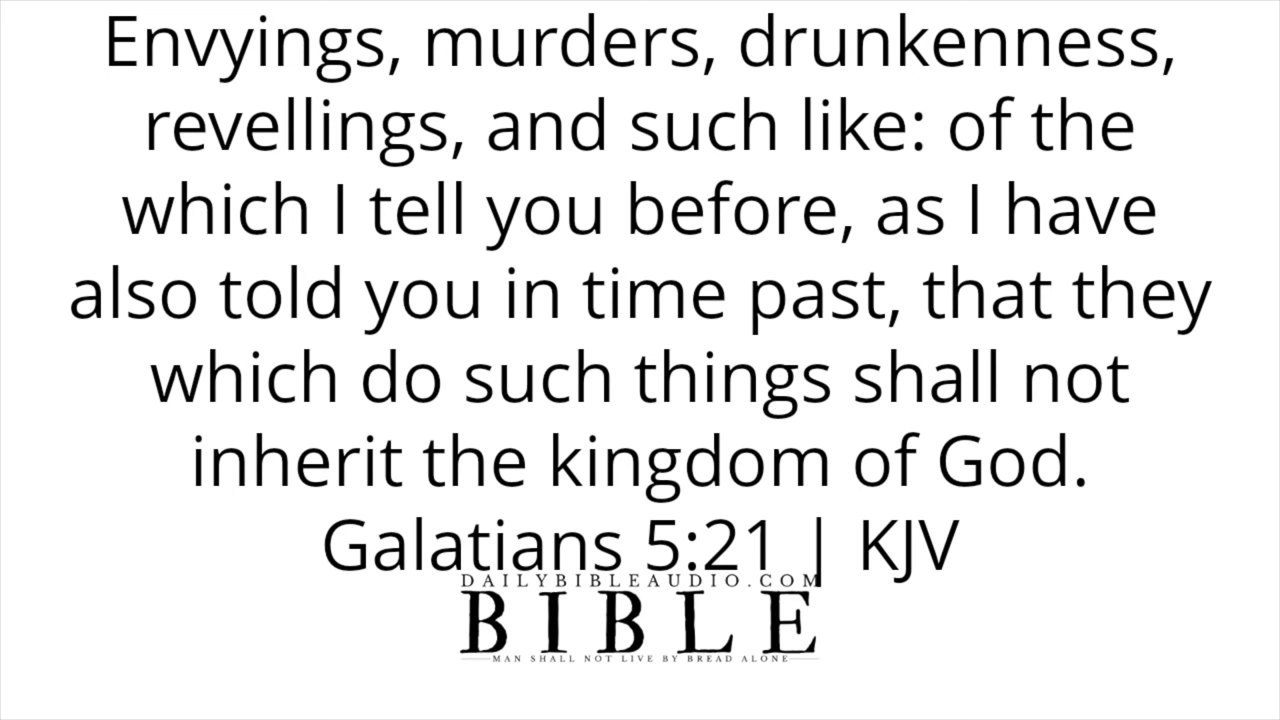 Envyings, murders, drunkenness,
revellings, and such like: of the
which I tell you before, as I have
also told you in time past, that they
which do such things shall not
inherit the kingdom of God.
Galatians 5:21 | KJV
DAILYBIBLEAUDIO.COM
BIBLE
MAN SHALL NOT LIVE BY BREAD ALONE